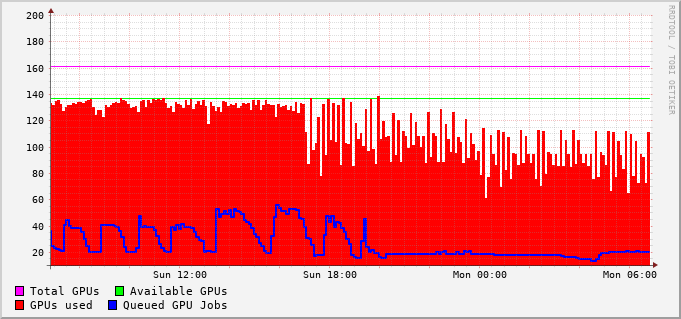 RRDTOOL / TOBI OETIKER
200
180
160
140
120
100
80
60
40
20
Sun 12:00 Sun 18:00 Mon 00:00 Mon 06:00
Total GPUs Available GPUs
GPUs used Queued GPU Jobs